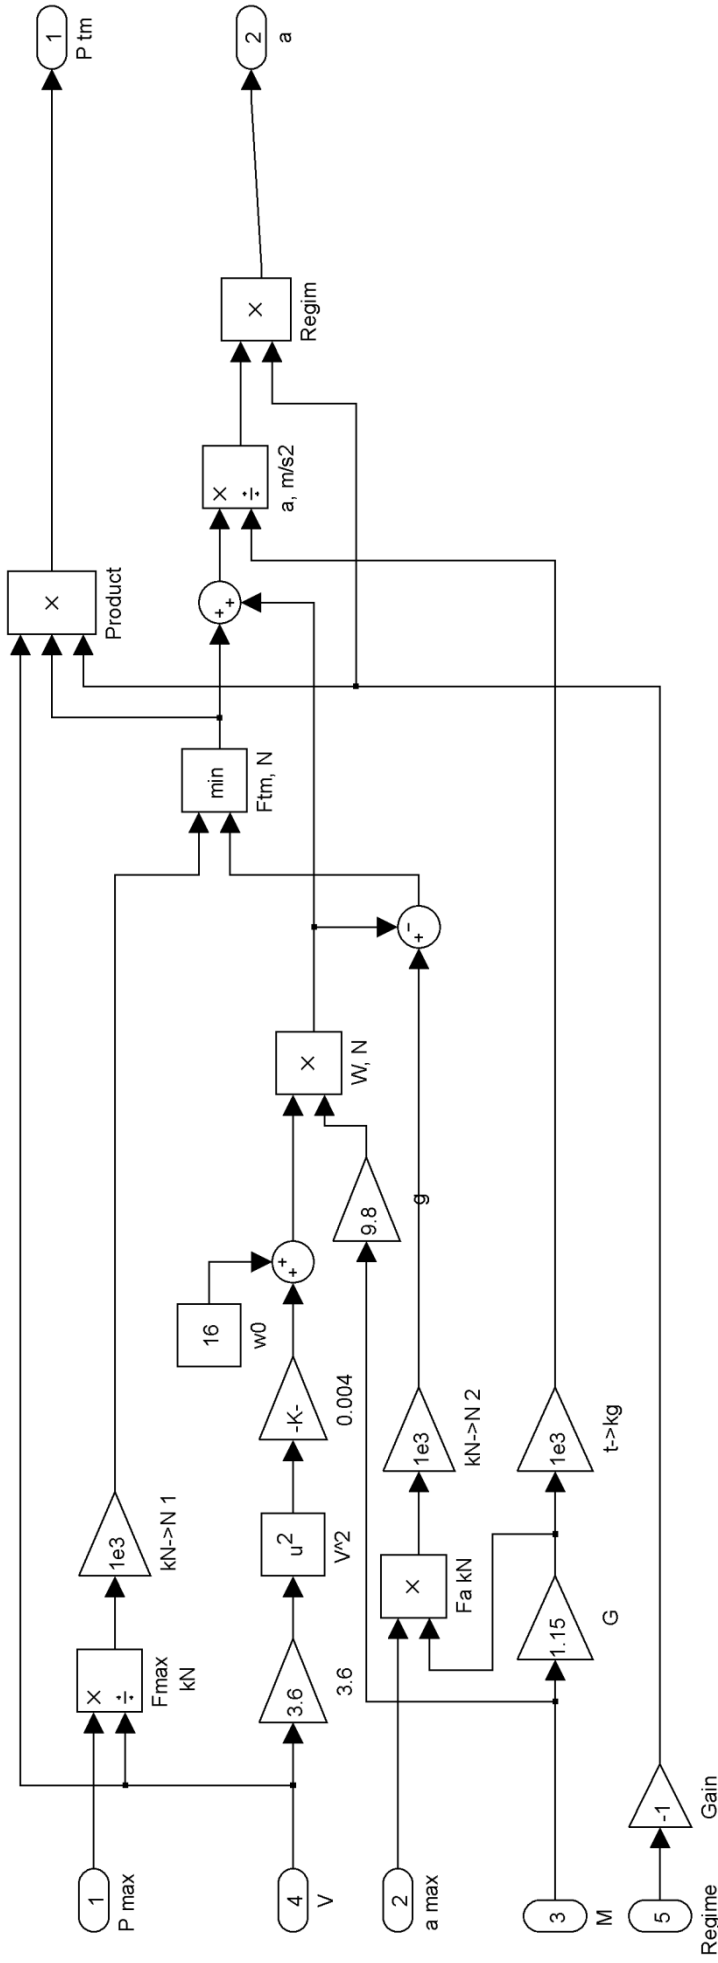 1
P max
4
V
2
a max
3
M
5
Regime
×
÷
Fmax
kN
1e3
kN->N 1
3.6
3.6
u²
V^2
-K-
0.004
16
w0
+
+
9.8
g
×
W, N
×
Fa kN
1e3
kN->N 2
1.15
G
1e3
t->kg
-1
Gain
+
-
min
Ftm, N
×
Product
+
+
×
÷
a, m/s2
×
Regim
1
P tm
2
a